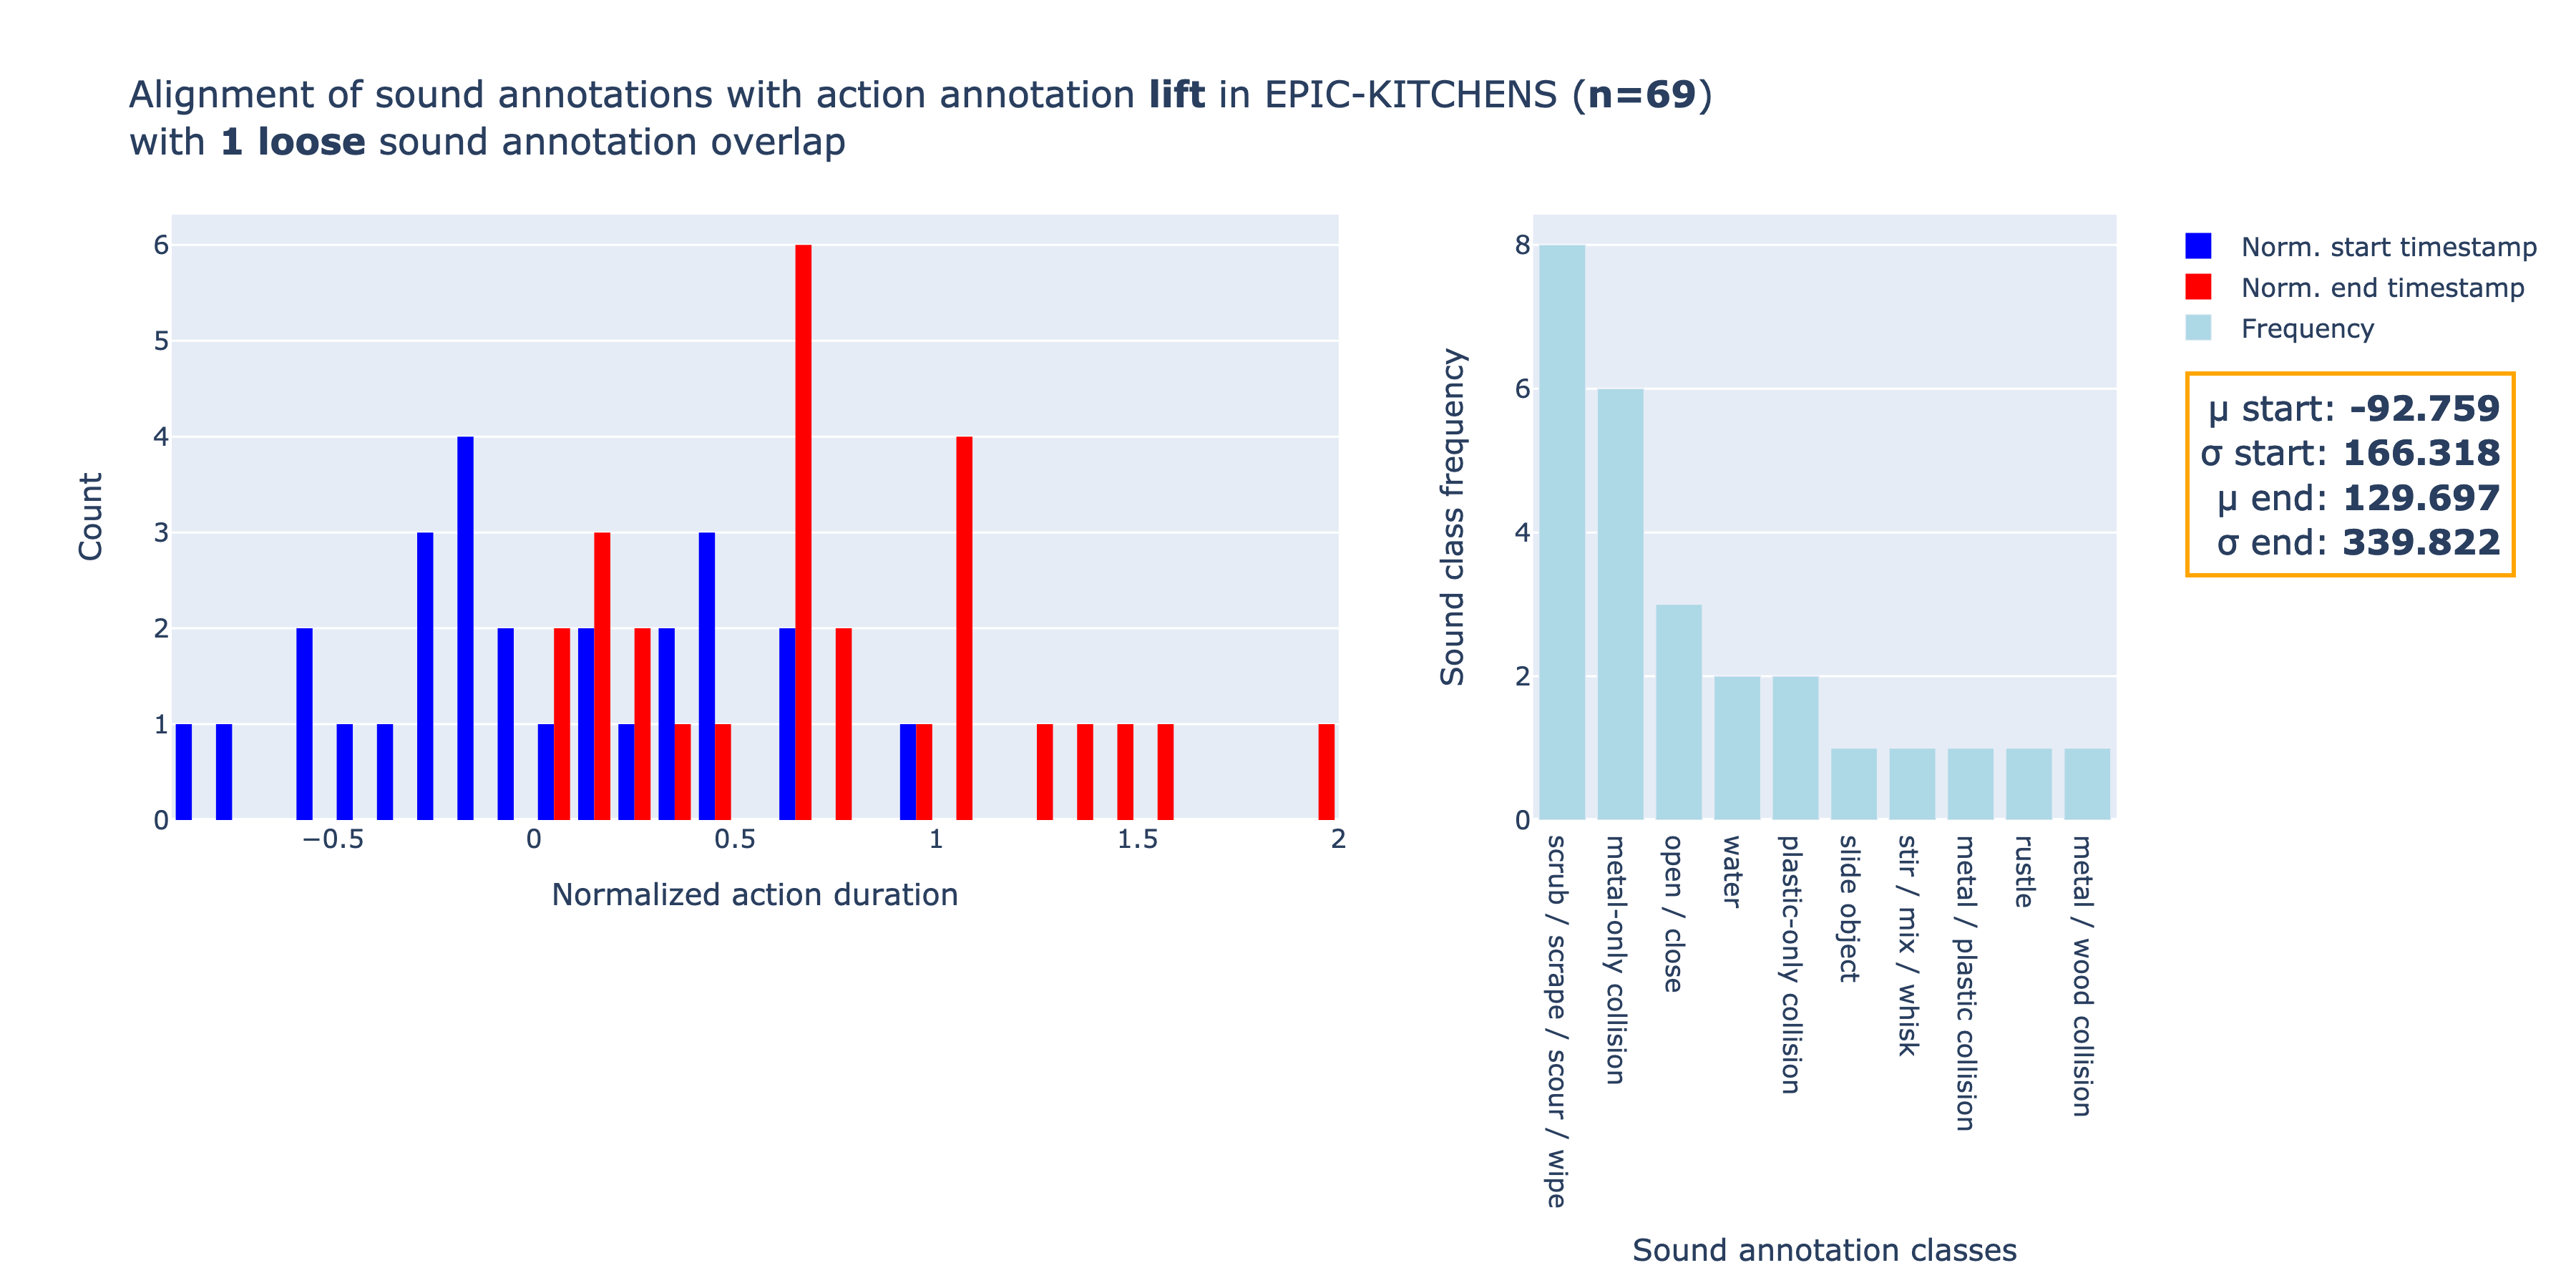 Alignment of sound annotations with action annotation lift in EPIC-KITCHENS (n=69)
with 1 loose sound annotation overlap
6
5
4
3
2
1
0
Count
−0.5
0
0.5
1
1.5
2
Normalized action duration
8
6
4
2
0
Sound class frequency
scrub / scrape / scour / wipe
metal-only collision
open / close
water
plastic-only collision
slide object
stir / mix / whisk
metal / plastic collision
rustle
metal / wood collision
Sound annotation classes
Norm. start timestamp
Norm. end timestamp
Frequency
μ start: -92.759
σ start: 166.318
μ end: 129.697
σ end: 339.822